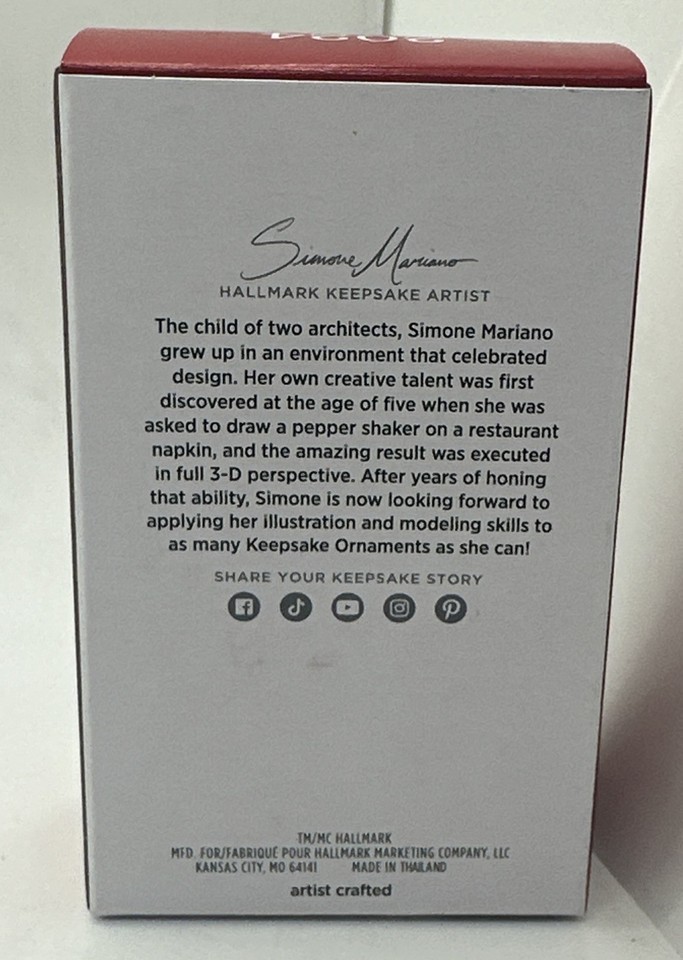 2024
Simone Mariano
HALLMARK KEEPSAKE ARTIST
The child of two architects, Simone Mariano
grew up in an environment that celebrated
design. Her own creative talent was first
discovered at the age of five when she was
asked to draw a pepper shaker on a restaurant
napkin, and the amazing result was executed
in full 3-D perspective. After years of honing
that ability, Simone is now looking forward to
applying her illustration and modeling skills to
as many Keepsake Ornaments as she can!
SHARE YOUR KEEPSAKE STORY
TM/MC HALLMARK
MFD. FOR/FABRIQUÉ POUR HALLMARK MARKETING COMPANY, LLC
KANSAS CITY, MO 64141 MADE IN THAILAND
artist crafted